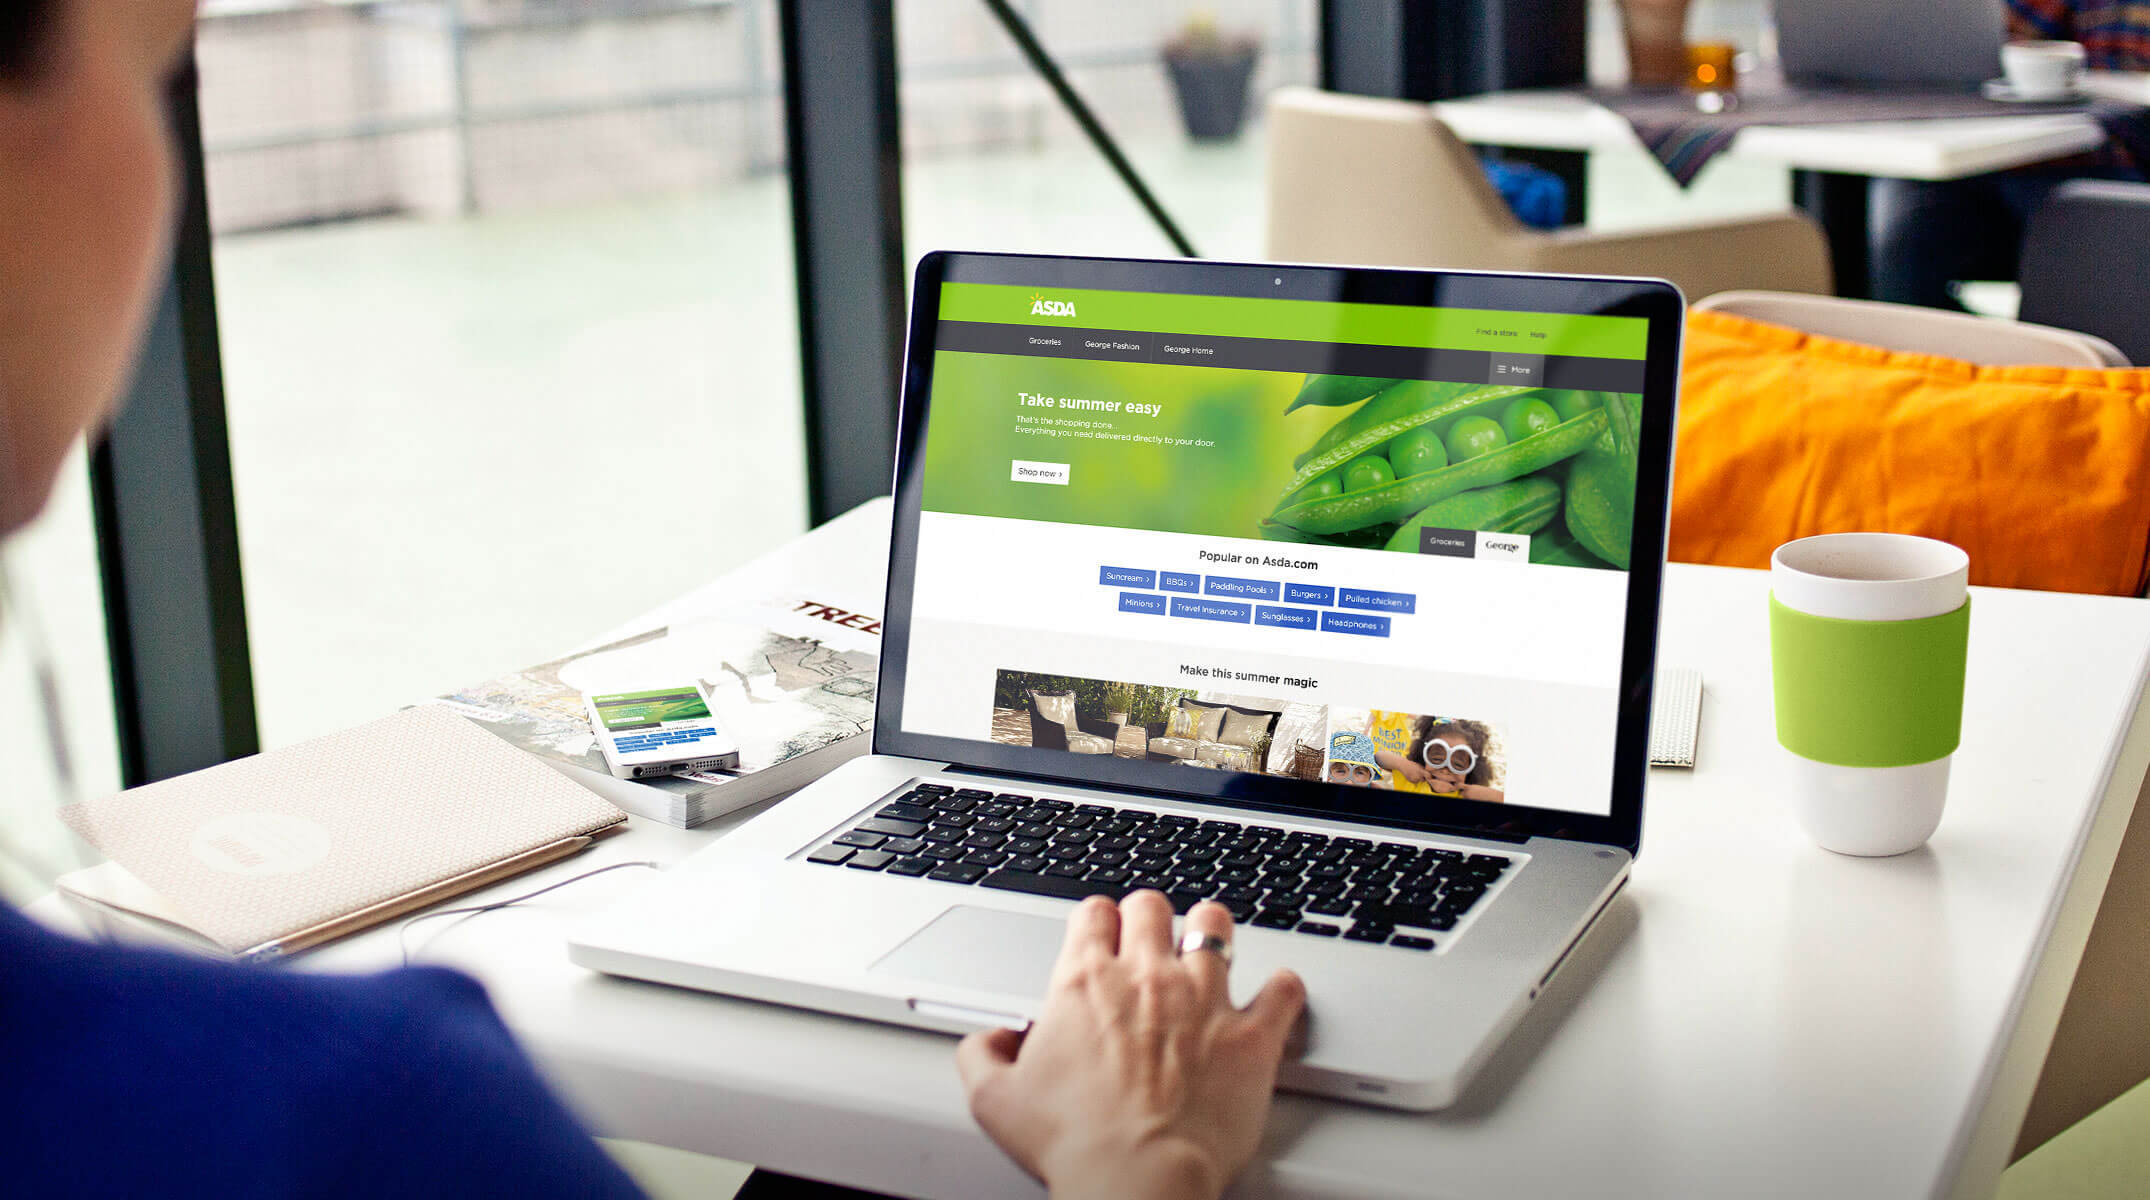 ASDA
Find a store Help
Groceries George Fashion George Home
More
Take summer easy
That's the shopping done...
Everything you need delivered directly to your door.
Shop now ›
Groceries George
Popular on Asda.com
Suncream › BBQs › Paddling Pools › Burgers › Pulled chicken ›
Minions › Travel Insurance › Sunglasses › Headphones ›
Make this summer magic
BEST
STREE